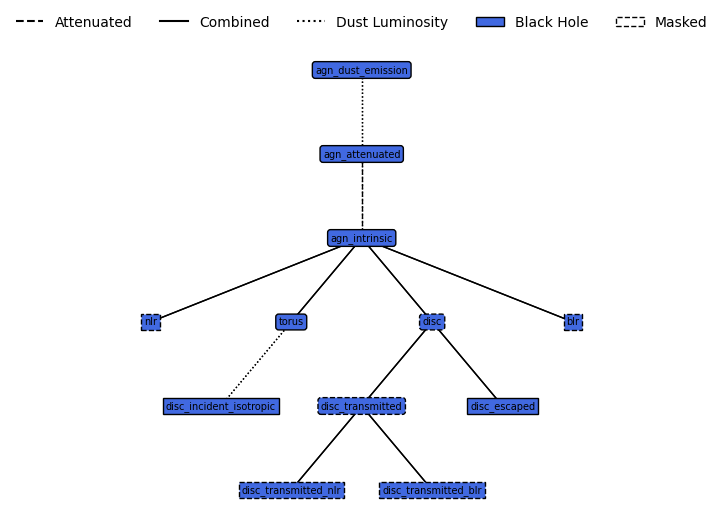 Attenuated Combined Dust Luminosity Black Hole Masked
agn_dust_emission
agn_attenuated
agn_intrinsic
nlr torus disc blr
disc_incident_isotropic disc_transmitted disc_escaped
disc_transmitted_nlr disc_transmitted_blr